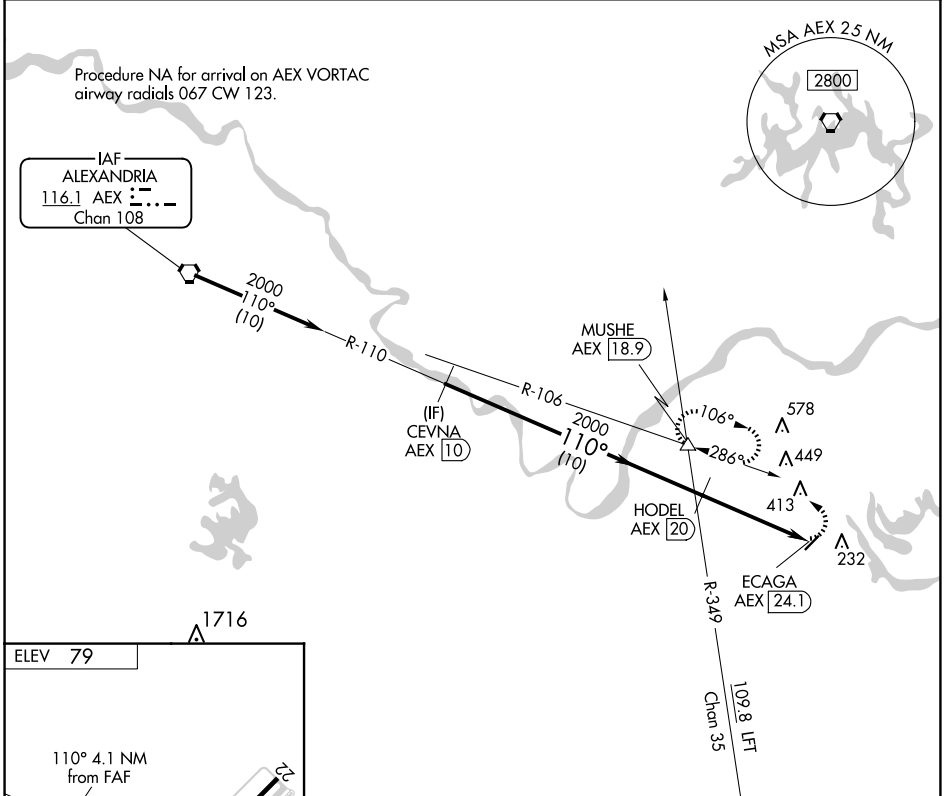 Procedure NA for arrival on AEX VORTAC
airway radials 067 CW 123.
MSA AEX 25 NM
2800
IAF
ALEXANDRIA
116.1 AEX
Chan 108
2000
110°
(10)
R-110
(IF)
CEVNA
AEX 10
R-106
2000
110°
(10)
MUSHE
AEX 18.9
106°
286°
578
449
413
232
HODEL
AEX 20
ECAGA
AEX 24.1
R-349
109.8 LFT
Chan 35
1716
ELEV 79
110° 4.1 NM
from FAF
22